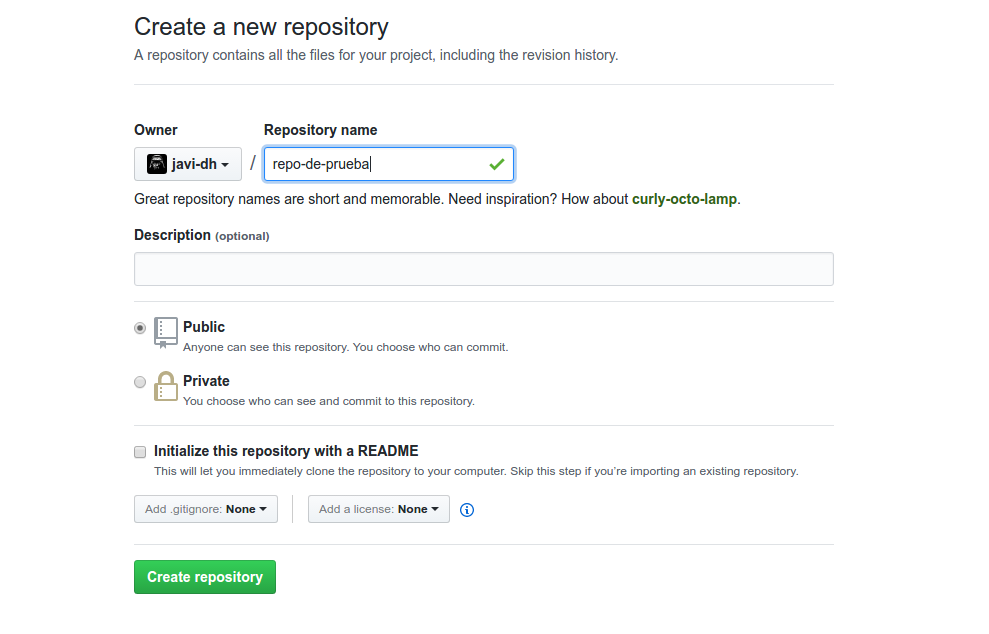 Create a new repository
A repository contains all the files for your project, including the revision history.
Owner
Repository name
javi-dh
/
repo-de-prueba
Great repository names are short and memorable. Need inspiration? How about curly-octo-lamp.
Description (optional)
Public
Anyone can see this repository. You choose who can commit.
Private
You choose who can see and commit to this repository.
Initialize this repository with a README
This will let you immediately clone the repository to your computer. Skip this step if you’re importing an existing repository.
Add .gitignore: None
Add a license: None
Create repository